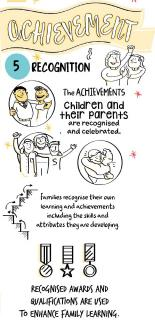 ACHIEVEMENT
&
5 RECOGNITION
The ACHIEVEMENTS
children and
their parents
are recognised
and celebrated.
Families recognise their own
learning and achievements
including the skills and
attributes they are developing.
RECOGNISED AWARDS AND
QUALIFICATIONS ARE USED
TO ENHANCE FAMILY LEARNING.